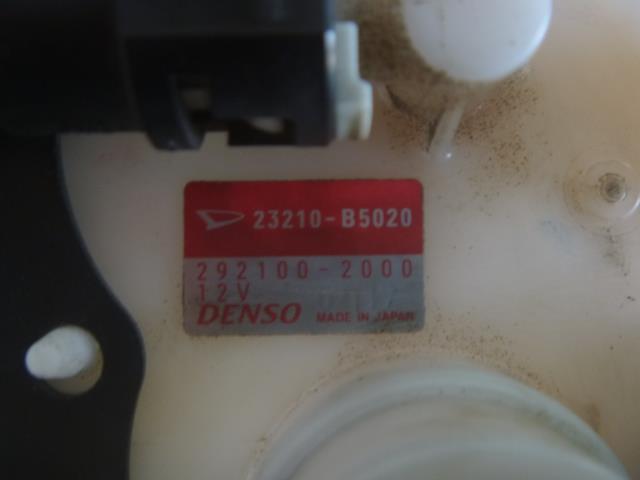 23210-B5020
292100-2000
12V
DENSO MADE IN JAPAN